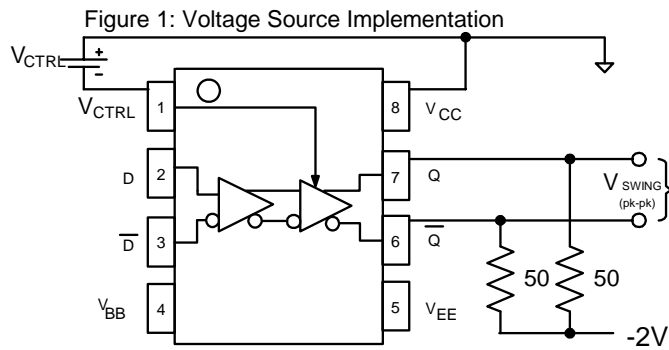 Figure 1: Voltage Source Implementation
VCTRL
+
-
VCTRL
1
8
VCC
D
2
7
Q
VSWING
(pk-pk)
D
3
6
Q
50
50
VBB
4
5
VEE
-2V